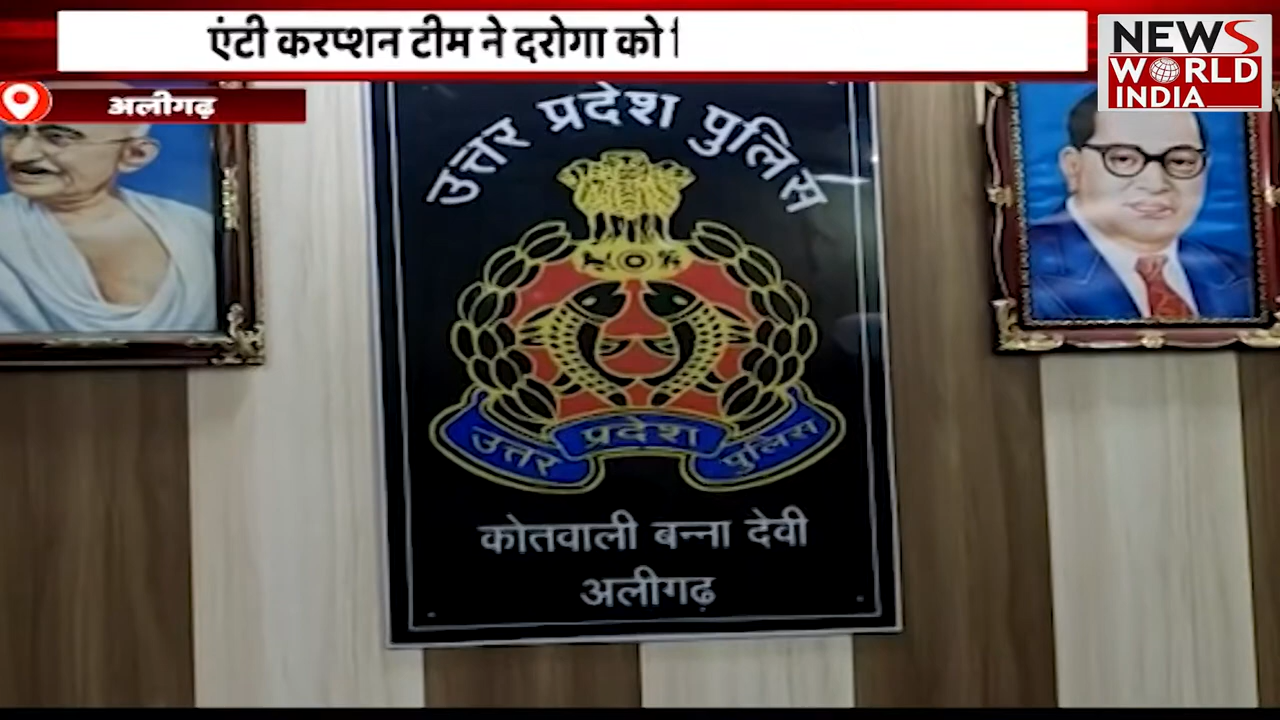 एंटी करप्शन टीम ने दरोगा को
NEWS
WORLD
INDIA
अलीगढ़
उत्तर प्रदेश पुलिस
उत्तर प्रदेश पुलिस
कोतवाली बन्ना देवी
अलीगढ़